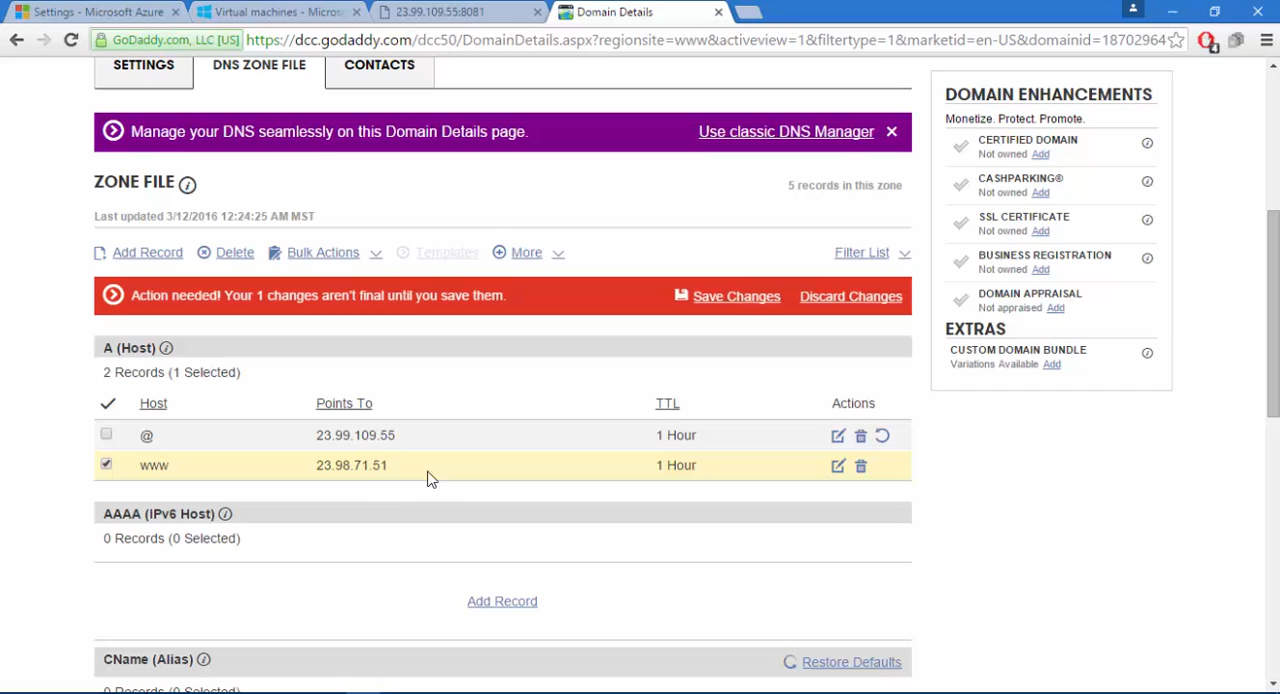 Settings - Microsoft Azure
Virtual machines - Micros
23.99.109.55:8081
Domain Details
GoDaddy.com, LLC [US]
https://dcc.godaddy.com/dcc50/DomainDetails.aspx?regionsite=www&activeview=1&filtertype=1&marketid=en-US&domainid=18702964
SETTINGS
DNS ZONE FILE
CONTACTS
Manage your DNS seamlessly on this Domain Details page.
Use classic DNS Manager
ZONE FILE
5 records in this zone
Last updated 3/12/2016 12:24:25 AM MST
Add Record
Delete
Bulk Actions
Templates
More
Filter List
Action needed! Your 1 changes aren't final until you save them.
Save Changes
Discard Changes
A (Host)
2 Records (1 Selected)
Host
Points To
TTL
Actions
@
23.99.109.55
1 Hour
www
23.98.71.51
1 Hour
AAAA (IPv6 Host)
0 Records (0 Selected)
Add Record
CName (Alias)
Restore Defaults
0 Records (0 Selected)
DOMAIN ENHANCEMENTS
Monetize. Protect. Promote.
CERTIFIED DOMAIN
Not owned Add
CASHPARKING®
Not owned Add
SSL CERTIFICATE
Not owned Add
BUSINESS REGISTRATION
Not owned Add
DOMAIN APPRAISAL
Not appraised Add
EXTRAS
CUSTOM DOMAIN BUNDLE
Variations Available Add